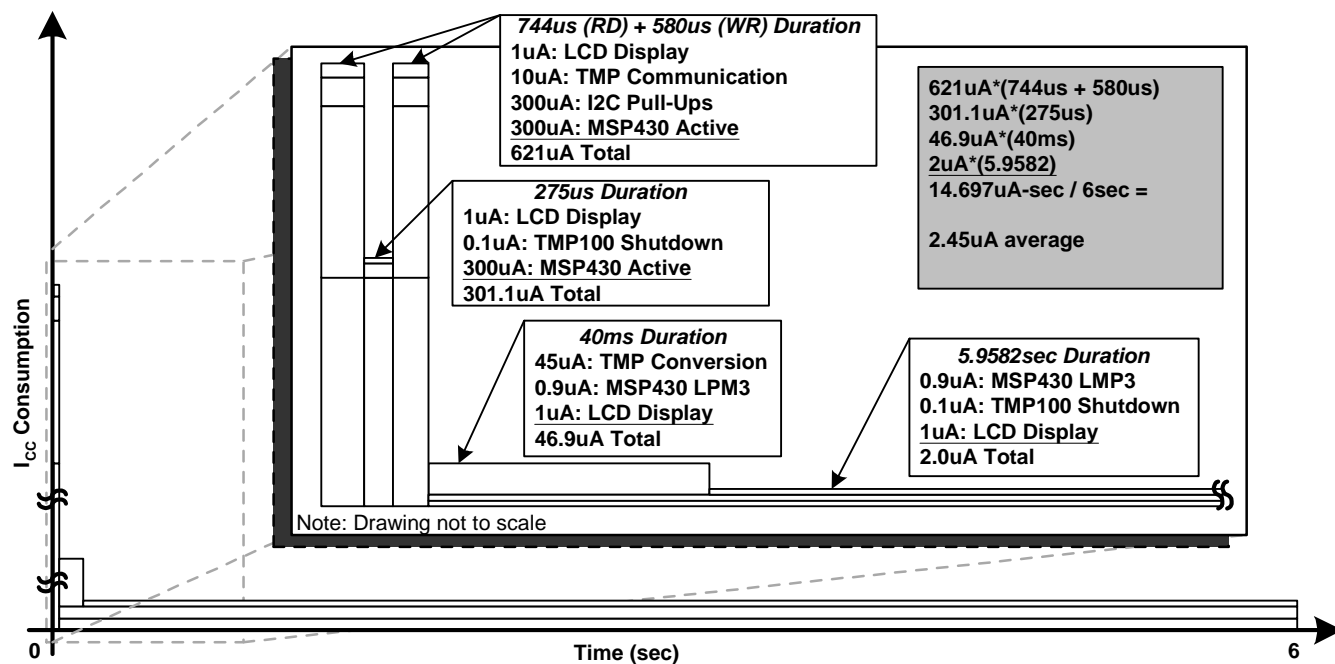 744us (RD) + 580us (WR) Duration
1uA: LCD Display
10uA: TMP Communication
300uA: I2C Pull-Ups
300uA: MSP430 Active
621uA Total
621uA*(744us + 580us)
301.1uA*(275us)
46.9uA*(40ms)
2uA*(5.9582)
14.697uA-sec / 6sec =
2.45uA average
275us Duration
1uA: LCD Display
0.1uA: TMP100 Shutdown
300uA: MSP430 Active
301.1uA Total
40ms Duration
45uA: TMP Conversion
0.9uA: MSP430 LPM3
1uA: LCD Display
46.9uA Total
5.9582sec Duration
0.9uA: MSP430 LMP3
0.1uA: TMP100 Shutdown
1uA: LCD Display
2.0uA Total
Note: Drawing not to scale
ICC Consumption
0
Time (sec)
6